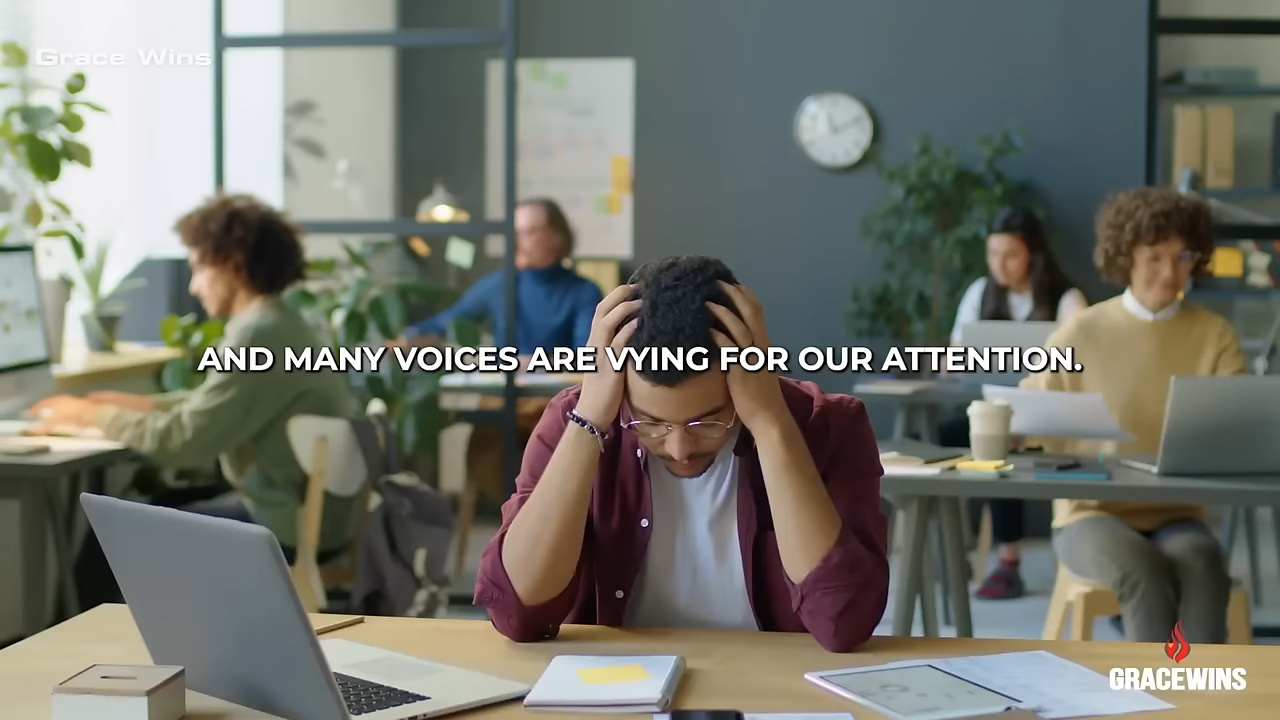 Grace Wins
AND MANY VOICES ARE VYING FOR OUR ATTENTION.
GRACEWINS